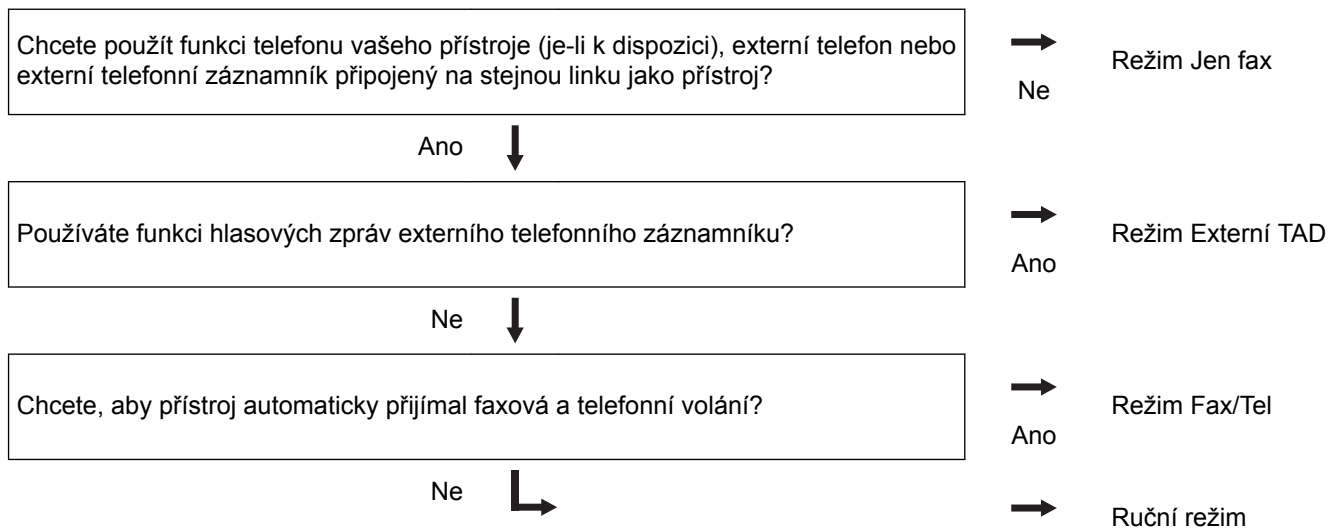 Chcete použít funkci telefonu vašeho přístroje (je-li k dispozici), externí telefon nebo
externí telefonní záznamník připojený na stejnou linku jako přístroj?
Ne
Režim Jen fax
Ano
Používáte funkci hlasových zpráv externího telefonního záznamníku?
Ano
Režim Externí TAD
Ne
Chcete, aby přístroj automaticky přijímal faxová a telefonní volání?
Ano
Režim Fax/Tel
Ne
Ruční režim